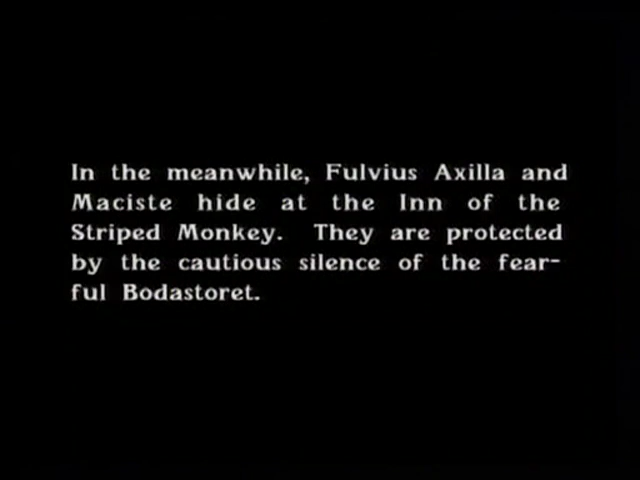 In the meanwhile, Fulvius Axilla and
Maciste hide at the Inn of the
Striped Monkey. They are protected
by the cautious silence of the fear-
ful Bodastoret.